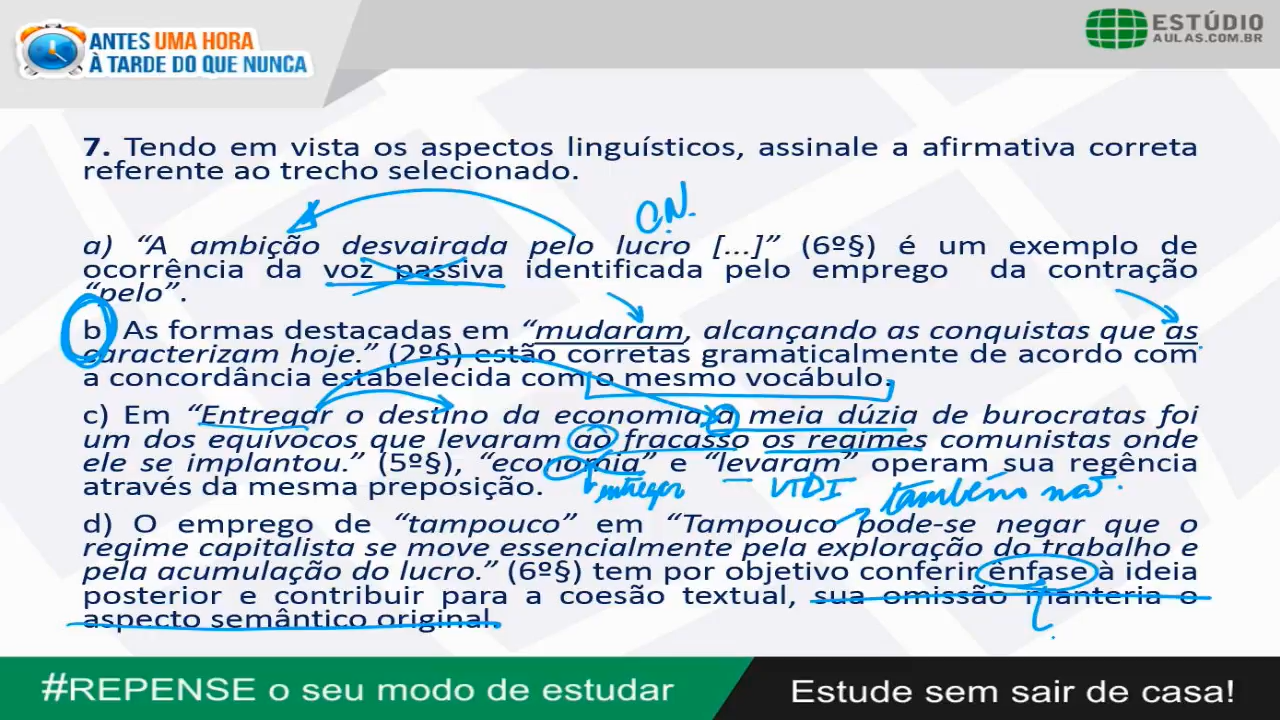 ANTES UMA HORA
À TARDE DO QUE NUNCA
ESTÚDIO
AULAS.COM.BR
7. Tendo em vista os aspectos linguísticos, assinale a afirmativa correta
referente ao trecho selecionado.
C.N.
a) “A ambição desvairada pelo lucro [...]” (6º§) é um exemplo de
ocorrência da voz passiva identificada pelo emprego da contração
“pelo”.
b) As formas destacadas em “mudaram, alcançando as conquistas que as
caracterizam hoje.” (2º§) estão corretas gramaticalmente de acordo com
a concordância estabelecida com o mesmo vocábulo.
c) Em “Entregar o destino da economia a meia dúzia de burocratas foi
um dos equívocos que levaram ao fracasso os regimes comunistas onde
ele se implantou.” (5º§), “economia” e “levaram” operam sua regência
através da mesma preposição.
entregar VTDI também não
d) O emprego de “tampouco” em “Tampouco pode-se negar que o
regime capitalista se move essencialmente pela exploração do trabalho e
pela acumulação do lucro.” (6º§) tem por objetivo conferir ênfase à ideia
posterior e contribuir para a coesão textual, sua omissão manteria o
aspecto semântico original.
#REPENSE o seu modo de estudar
Estude sem sair de casa!